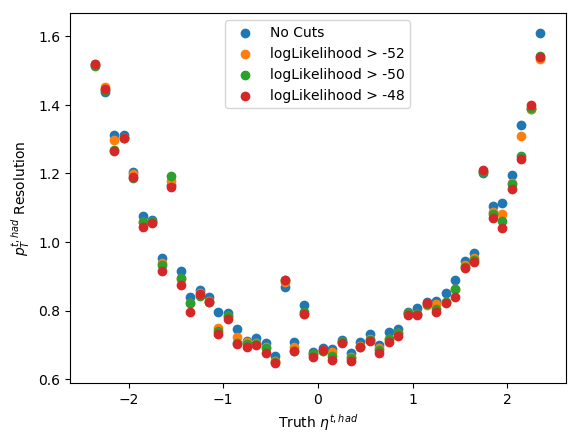 No Cuts
logLikelihood > -52
logLikelihood > -50
logLikelihood > -48
1.6
1.4
1.2
1.0
0.8
0.6
p_T^{t,had} Resolution
−2
−1
0
1
2
Truth η^{t,had}